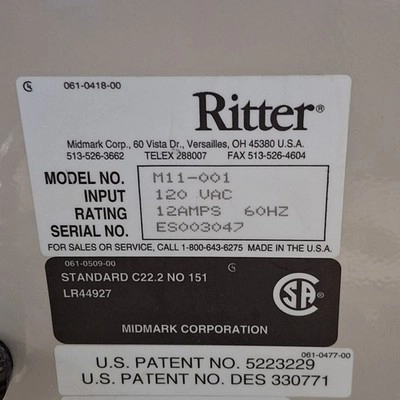 061-0418-00
Ritter®
Midmark Corp., 60 Vista Dr., Versailles, OH 45380 U.S.A.
513-526-3662 TELEX 288007 FAX 513-526-4604
MODEL NO. M11-001
INPUT 120 VAC
RATING 12AMPS 60HZ
SERIAL NO. ES003047
FOR SALES OR SERVICE, CALL 1-800-643-6275 MADE IN THE U.S.A.
061-0509-00
STANDARD C22.2 NO 151
LR44927
CSA
MIDMARK CORPORATION
061-0477-00
U.S. PATENT NO. 5223229
U.S. PATENT NO. DES 330771